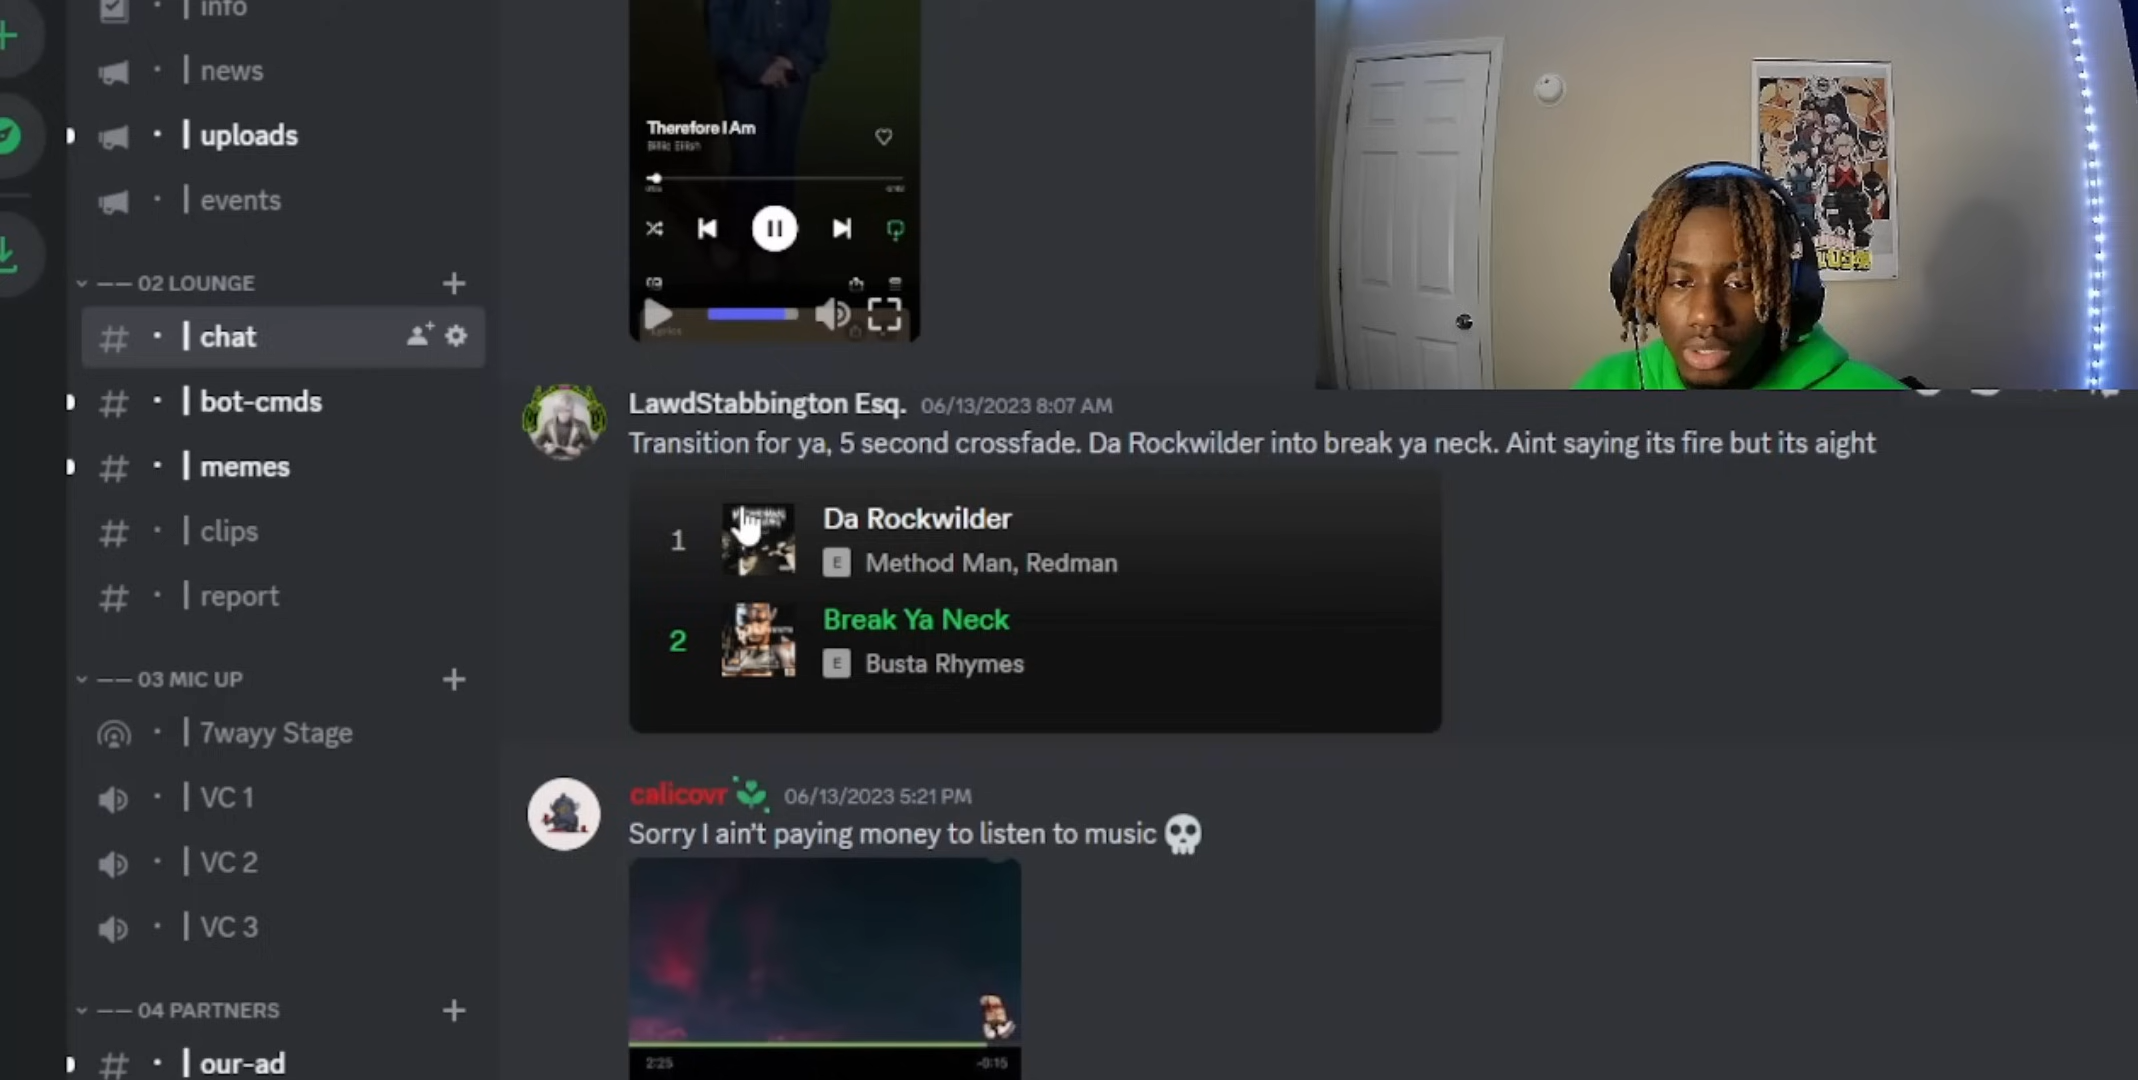 info
news
uploads
events
02 LOUNGE
chat
bot-cmds
memes
clips
report
03 MIC UP
7wayy Stage
VC 1
VC 2
VC 3
04 PARTNERS
our-ad
Therefore I Am
Billie Eilish
Lyrics
LawdStabbington Esq. 06/13/2023 8:07 AM
Transition for ya, 5 second crossfade. Da Rockwilder into break ya neck. Aint saying its fire but its aight
1 Da Rockwilder
E Method Man, Redman
2 Break Ya Neck
E Busta Rhymes
calicovr 06/13/2023 5:21 PM
Sorry I ain't paying money to listen to music
2:25 -0:15